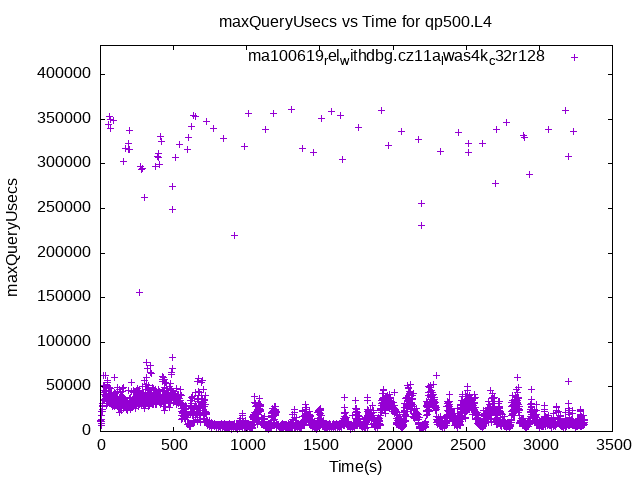 maxQueryUsecs vs Time for qp500.L4
ma100619_rel_withdbg.cz11a_lwas4k_c32r128
400000
350000
300000
250000
200000
150000
100000
50000
0
maxQueryUsecs
0 500 1000 1500 2000 2500 3000 3500
Time(s)